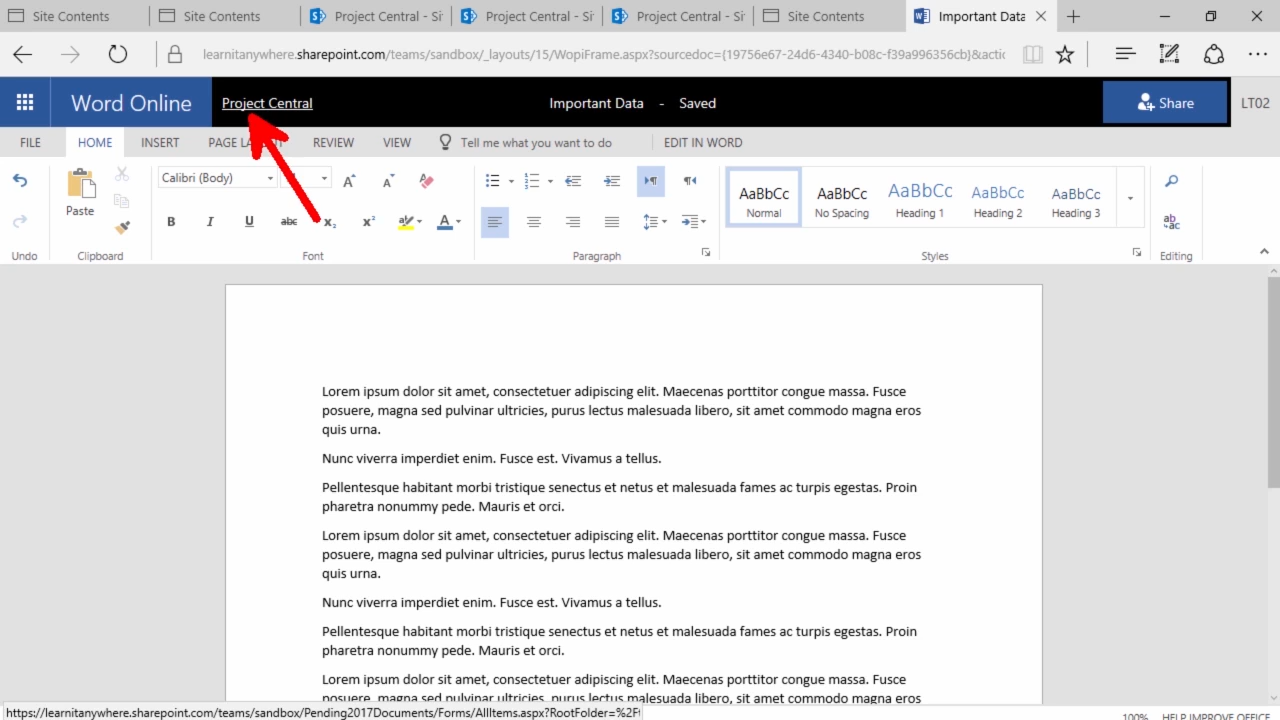 Site Contents
Site Contents
Project Central - Si
Project Central - Si
Project Central - Si
Site Contents
Important Data
learnitanywhere.sharepoint.com/teams/sandbox/_layouts/15/WopiFrame.aspx?sourcedoc={19756e67-24d6-4340-b08c-f39a996356cb}&actic
Word Online
Project Central
Important Data - Saved
Share
LT02
FILE
HOME
INSERT
PAGE
REVIEW
VIEW
Tell me what you want to do
EDIT IN WORD
Calibri (Body)
Paste
B I U abc x₂ x² ab A
AaBbCc
AaBbCc
AaBbCc
AaBbCc
AaBbCc
Normal
No Spacing
Heading 1
Heading 2
Heading 3
Undo
Clipboard
Font
Paragraph
Styles
Editing
Lorem ipsum dolor sit amet, consectetuer adipiscing elit. Maecenas porttitor congue massa. Fusce
posuere, magna sed pulvinar ultricies, purus lectus malesuada libero, sit amet commodo magna eros
quis urna.
Nunc viverra imperdiet enim. Fusce est. Vivamus a tellus.
Pellentesque habitant morbi tristique senectus et netus et malesuada fames ac turpis egestas. Proin
pharetra nonummy pede. Mauris et orci.
Lorem ipsum dolor sit amet, consectetuer adipiscing elit. Maecenas porttitor congue massa. Fusce
posuere, magna sed pulvinar ultricies, purus lectus malesuada libero, sit amet commodo magna eros
quis urna.
Nunc viverra imperdiet enim. Fusce est. Vivamus a tellus.
Pellentesque habitant morbi tristique senectus et netus et malesuada fames ac turpis egestas. Proin
pharetra nonummy pede. Mauris et orci.
Lorem ipsum dolor sit amet, consectetuer adipiscing elit. Maecenas porttitor congue massa. Fusce
posuere, magna sed pulvinar ultricies, purus lectus malesuada libero, sit amet commodo magna eros
https://learnitanywhere.sharepoint.com/teams/sandbox/Pending2017Documents/Forms/AllItems.aspx?RootFolder=%2Ft
100%
HELP IMPROVE OFFICE